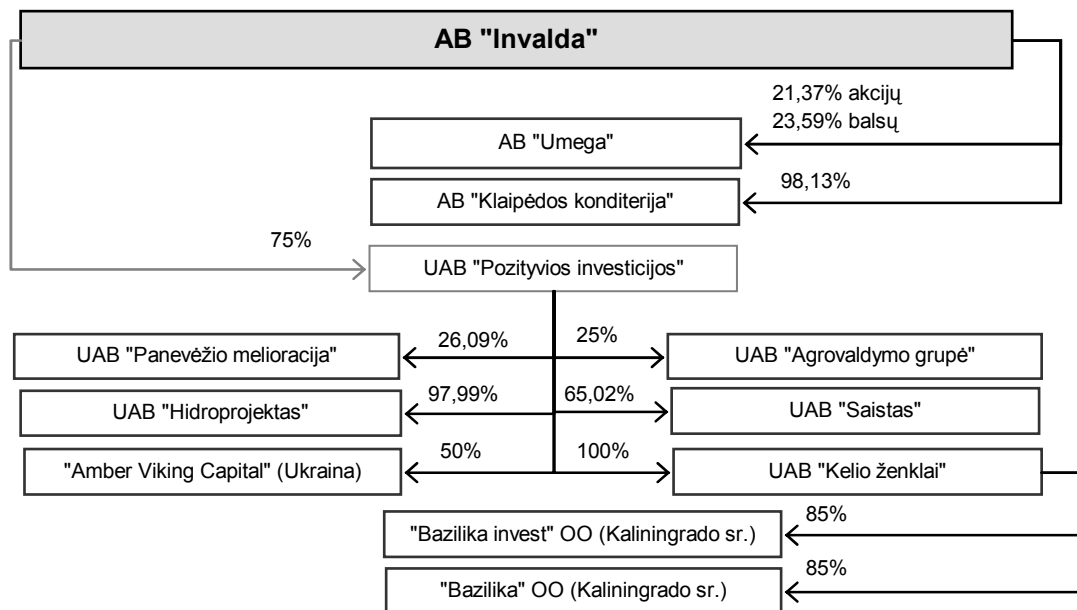 AB "Invalda"
21,37% akcijų
23,59% balsų
AB "Umega"
98,13%
AB "Klaipėdos konditerija"
75%
UAB "Pozityvios investicijos"
UAB "Panevėžio melioracija"
26,09%
25%
UAB "Agrovaldymo grupė"
UAB "Hidroprojektas"
97,99%
65,02%
UAB "Saistas"
"Amber Viking Capital" (Ukraina)
50%
100%
UAB "Kelio ženklai"
"Bazilika invest" OO (Kaliningrado sr.)
85%
"Bazilika" OO (Kaliningrado sr.)
85%